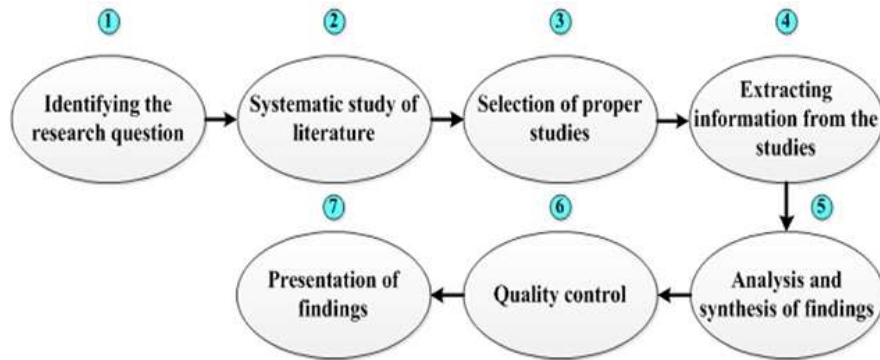 1
Identifying the
research question
2
Systematic study of
literature
3
Selection of proper
studies
4
Extracting
information from the
studies
5
Analysis and
synthesis of findings
6
Quality control
7
Presentation of
findings